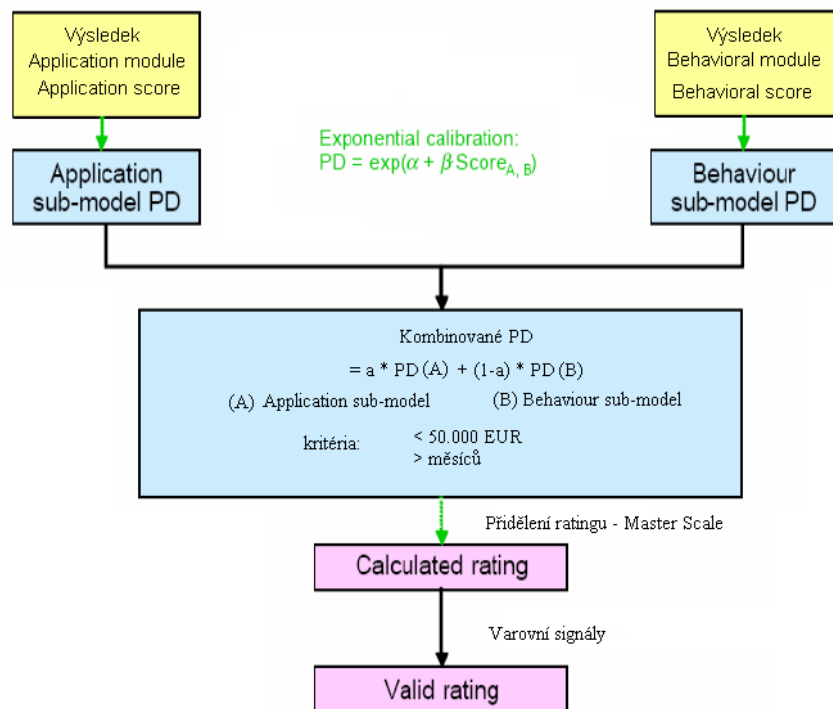 Výsledek
Application module
Application score
Výsledek
Behavioral module
Behavioral score
Exponential calibration:
PD = exp(α + β Score_A, B)
Application
sub-model PD
Behaviour
sub-model PD
Kombinované PD
= a * PD (A) + (1-a) * PD (B)
(A) Application sub-model (B) Behaviour sub-model
kritéria: < 50.000 EUR
> měsíců
Přidělení ratingu - Master Scale
Calculated rating
Varovní signály
Valid rating